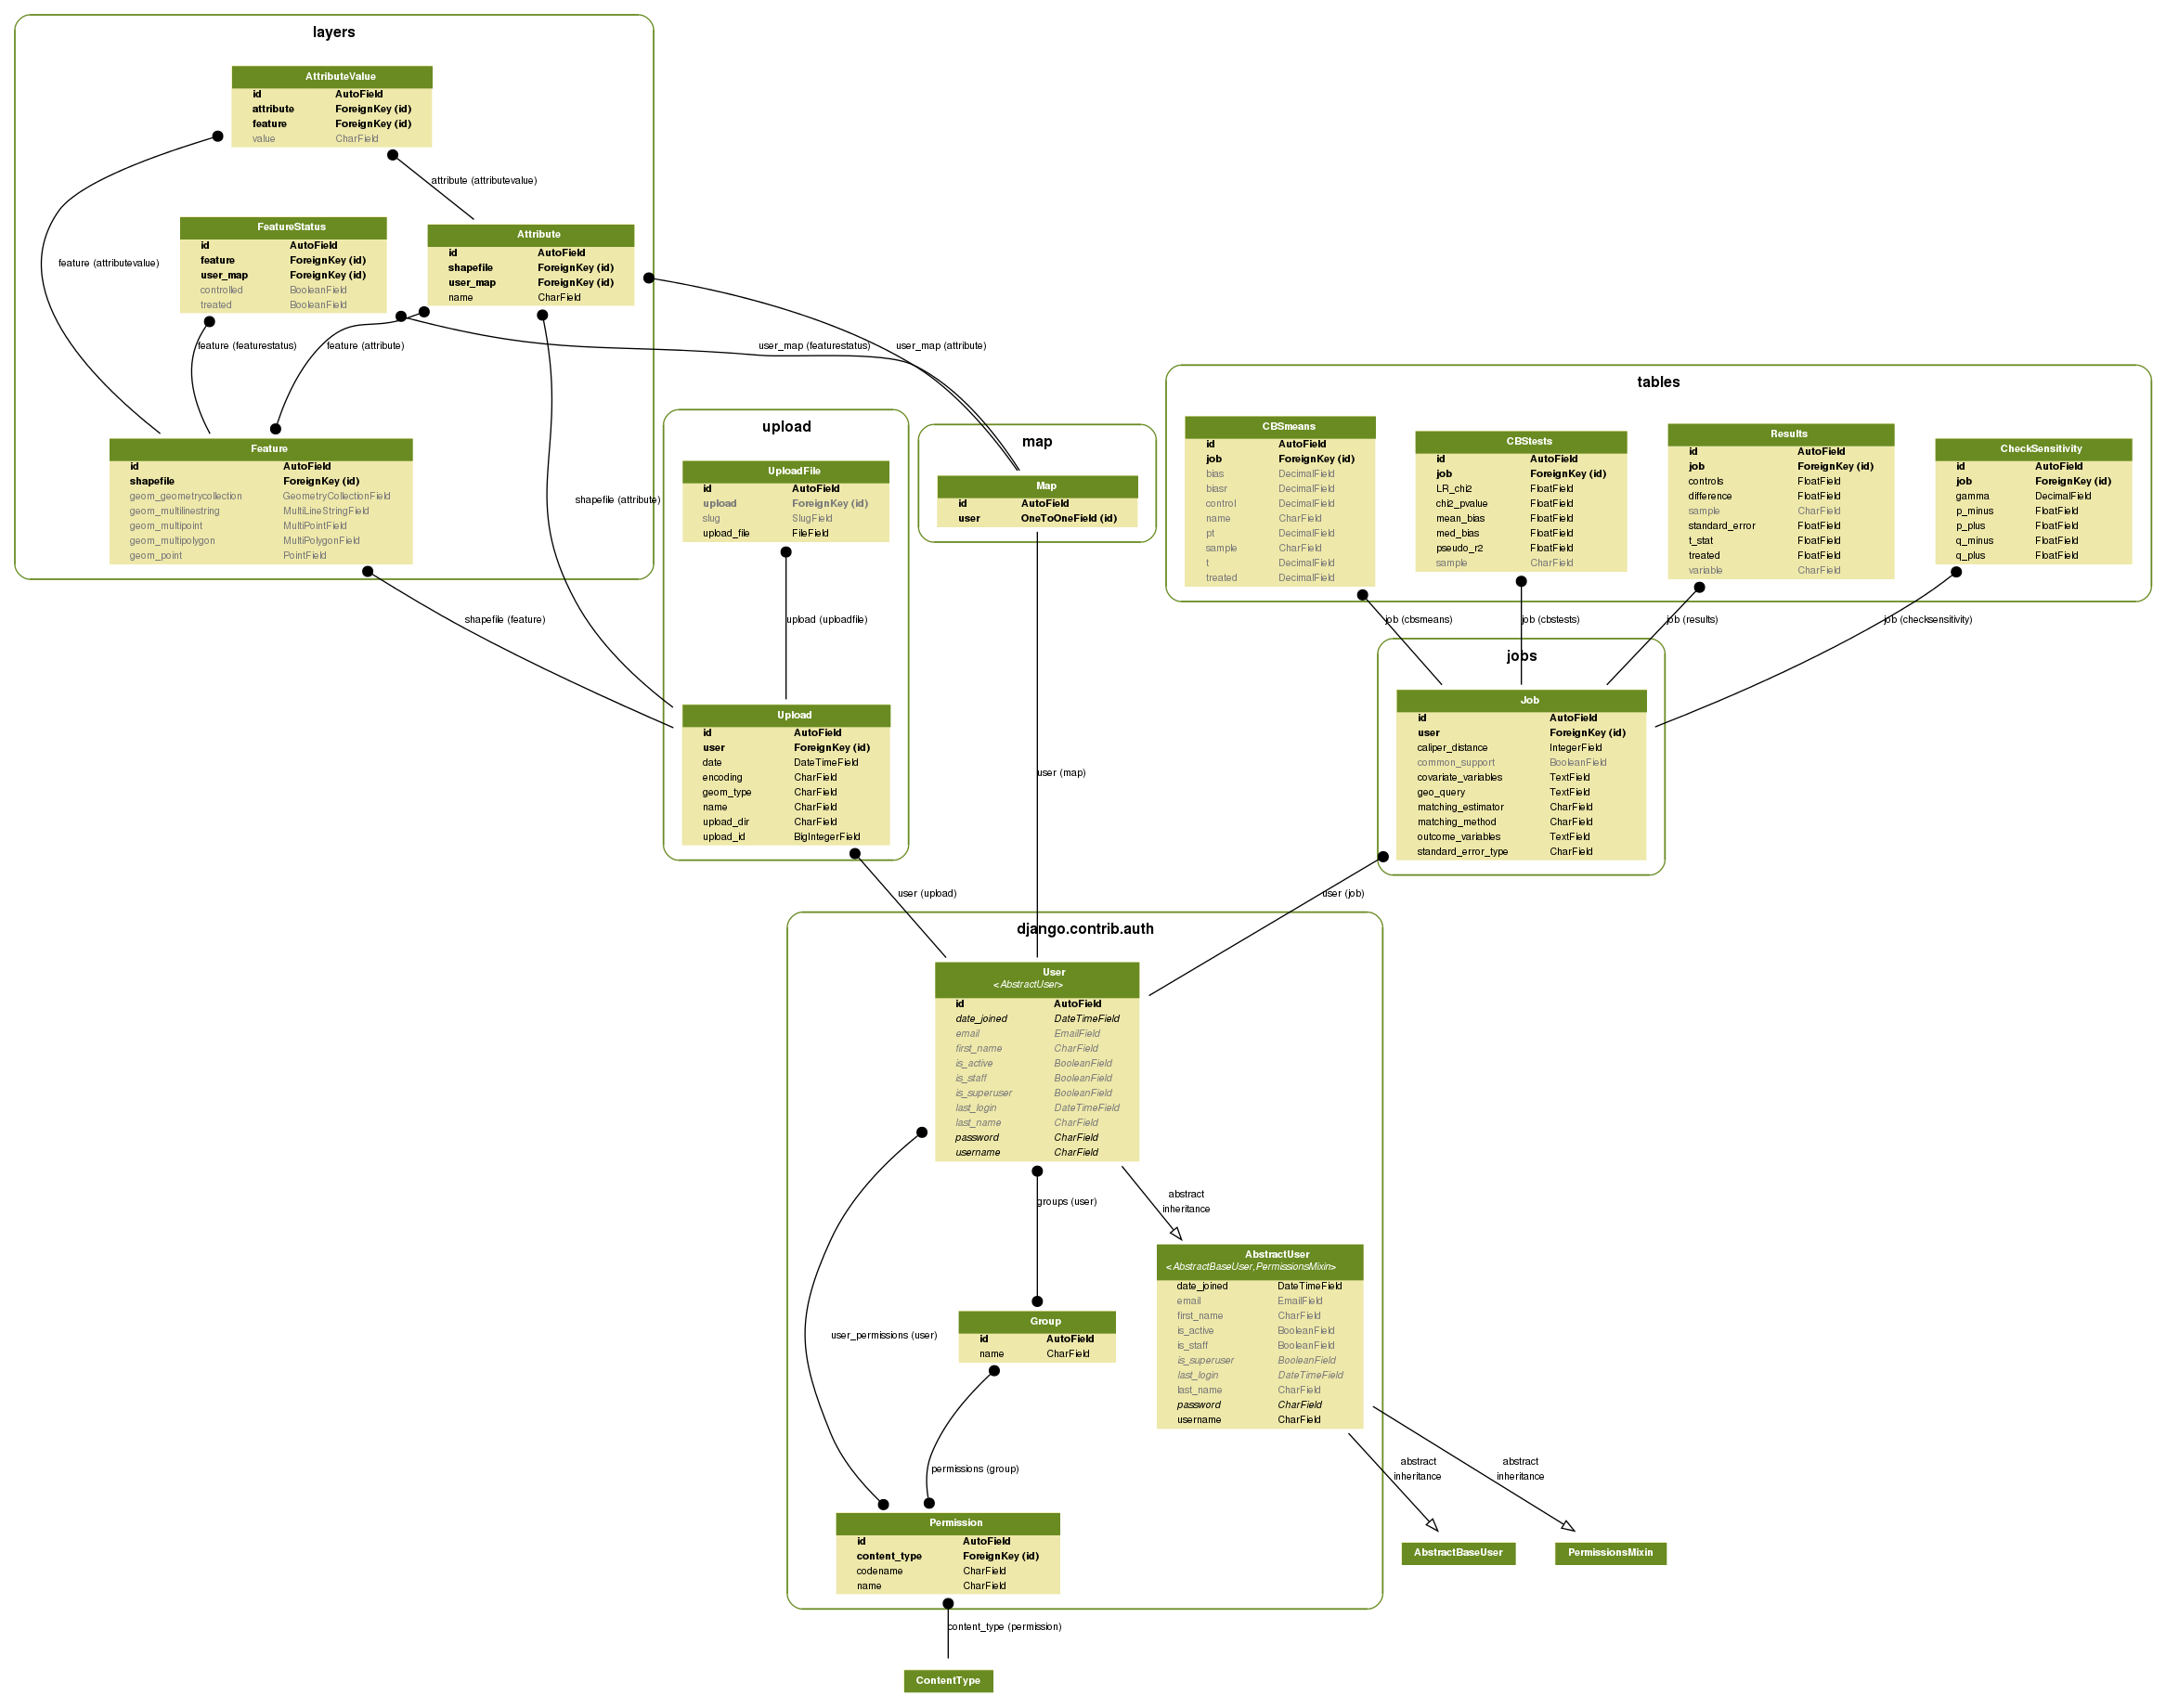 layers
AttributeValue
id AutoField
attribute ForeignKey (id)
feature ForeignKey (id)
value CharField
attribute (attributevalue)
feature (attributevalue)
FeatureStatus
id AutoField
feature ForeignKey (id)
user_map ForeignKey (id)
controlled BooleanField
treated BooleanField
Attribute
id AutoField
shapefile ForeignKey (id)
user_map ForeignKey (id)
name CharField
feature (featurestatus)
feature (attribute)
user_map (featurestatus)
user_map (attribute)
Feature
id AutoField
shapefile ForeignKey (id)
geom_geometrycollection GeometryCollectionField
geom_multilinestring MultiLineStringField
geom_multipoint MultiPointField
geom_multipolygon MultiPolygonField
geom_point PointField
shapefile (attribute)
shapefile (feature)
upload
UploadFile
id AutoField
upload ForeignKey (id)
slug SlugField
upload_file FileField
upload (uploadfile)
Upload
id AutoField
user ForeignKey (id)
date DateTimeField
encoding CharField
geom_type CharField
name CharField
upload_dir CharField
upload_id BigIntegerField
map
Map
id AutoField
user OneToOneField (id)
user (map)
tables
CBSmeans
id AutoField
job ForeignKey (id)
bias DecimalField
biasr DecimalField
control DecimalField
name CharField
pt DecimalField
sample CharField
t DecimalField
treated DecimalField
CBStests
id AutoField
job ForeignKey (id)
LR_chi2 FloatField
chi2_pvalue FloatField
mean_bias FloatField
med_bias FloatField
pseudo_r2 FloatField
sample CharField
Results
id AutoField
job ForeignKey (id)
controls FloatField
difference FloatField
sample CharField
standard_error FloatField
t_stat FloatField
treated FloatField
variable CharField
CheckSensitivity
id AutoField
job ForeignKey (id)
gamma DecimalField
p_minus FloatField
p_plus FloatField
q_minus FloatField
q_plus FloatField
job (cbsmeans)
job (cbstests)
job (results)
job (checksensitivity)
jobs
Job
id AutoField
user ForeignKey (id)
caliper_distance IntegerField
common_support BooleanField
covariate_variables TextField
geo_query TextField
matching_estimator CharField
matching_method CharField
outcome_variables TextField
standard_error_type CharField
user (upload)
user (job)
django.contrib.auth
User
<AbstractUser>
id AutoField
date_joined DateTimeField
email EmailField
first_name CharField
is_active BooleanField
is_staff BooleanField
is_superuser BooleanField
last_login DateTimeField
last_name CharField
password CharField
username CharField
groups (user)
abstract
inheritance
AbstractUser
<AbstractBaseUser,PermissionsMixin>
date_joined DateTimeField
email EmailField
first_name CharField
is_active BooleanField
is_staff BooleanField
is_superuser BooleanField
last_login DateTimeField
last_name CharField
password CharField
username CharField
Group
id AutoField
name CharField
user_permissions (user)
permissions (group)
abstract
inheritance
abstract
inheritance
Permission
id AutoField
content_type ForeignKey (id)
codename CharField
name CharField
AbstractBaseUser
PermissionsMixin
content_type (permission)
ContentType